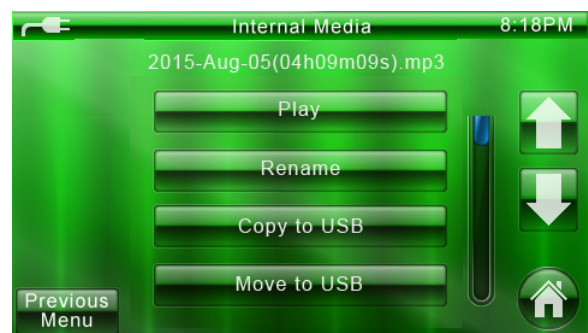 Internal Media
8:18PM
2015-Aug-05(04h09m09s).mp3
Play
Rename
Copy to USB
Move to USB
Previous
Menu